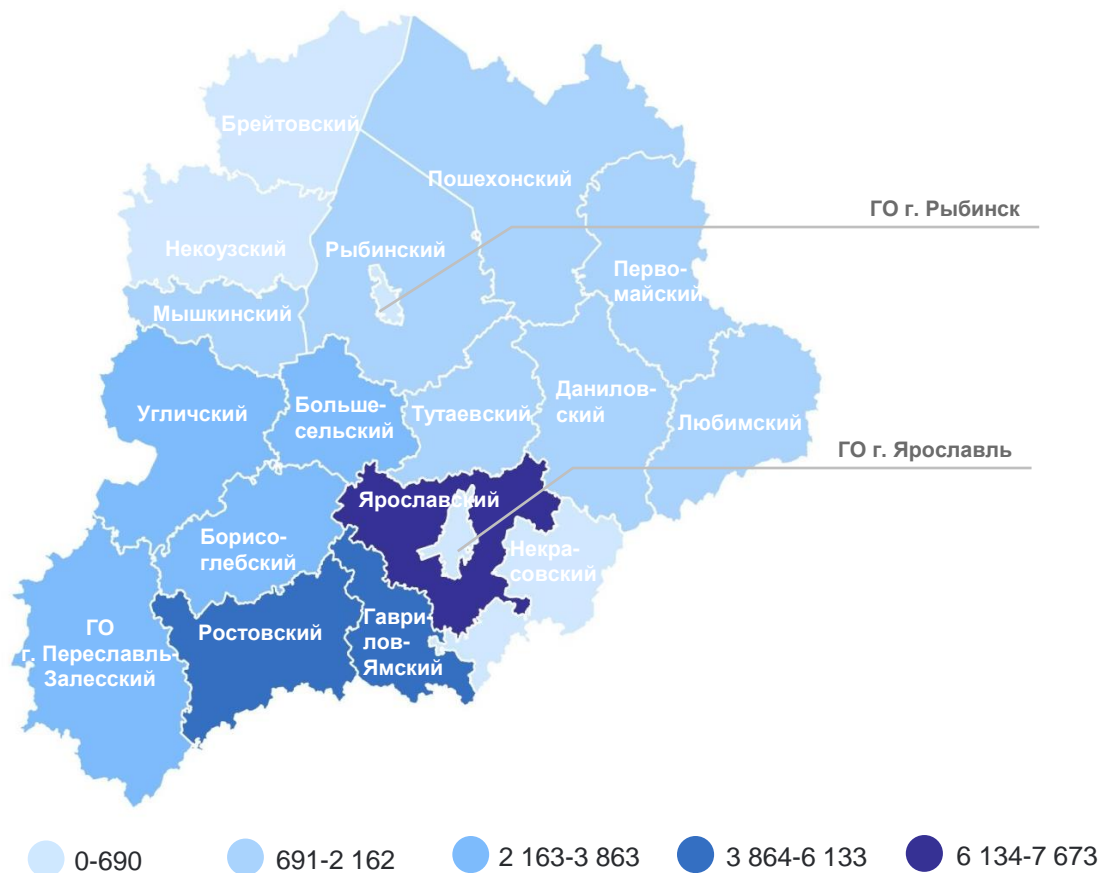 Брейтовский
Пошехонский
ГО г. Рыбинск
Некоузский
Рыбинский
Перво-
майский
Мышкинский
Угличский
Больше-
сельский
Тутаевский
Данилов-
ский
Любимский
ГО г. Ярославль
Ярославский
Борисо-
глебский
Некра-
совский
ГО
г. Переславль-
Залесский
Ростовский
Гаври-
лов-
Ямский
0-690
691-2 162
2 163-3 863
3 864-6 133
6 134-7 673